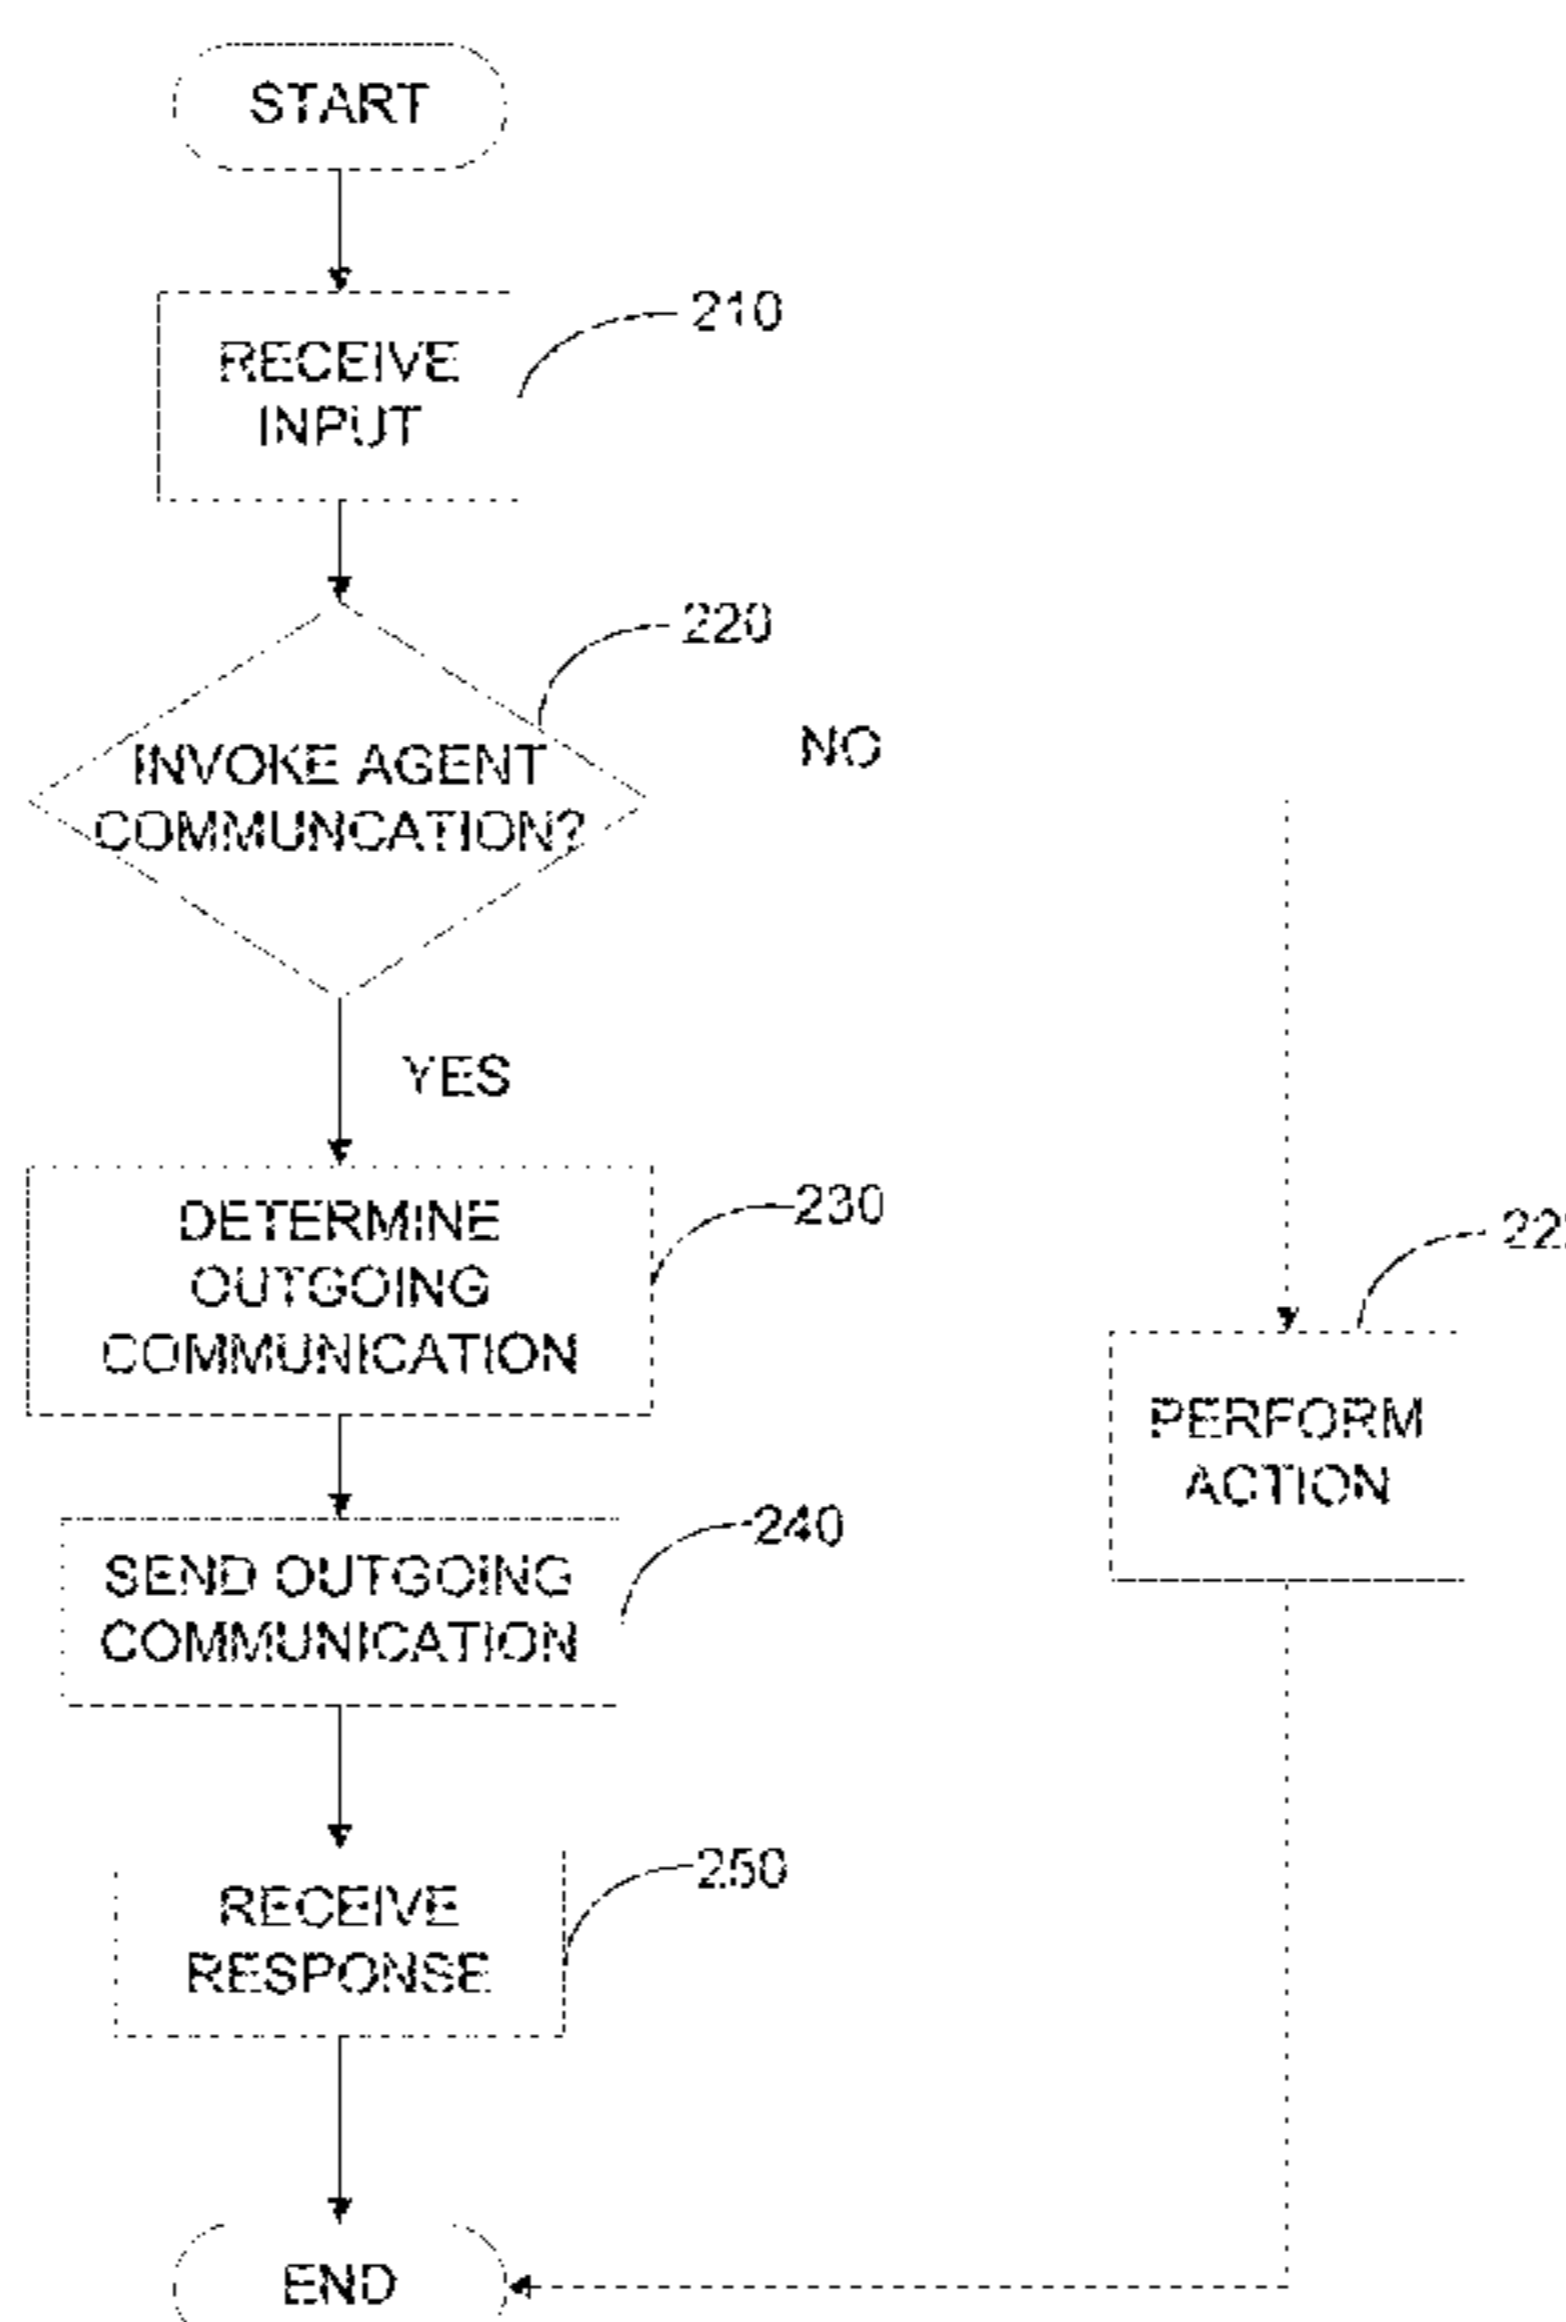 START
210
RECEIVE
INPUT
220
NO
INVOKE AGENT
COMMUNCATION?
YES
230
DETERMINE
OUTGOING
COMMUNICATION
PERFORM
ACTION
240
SEND OUTGOING
COMMUNICATION
250
RECEIVE
RESPONSE
END